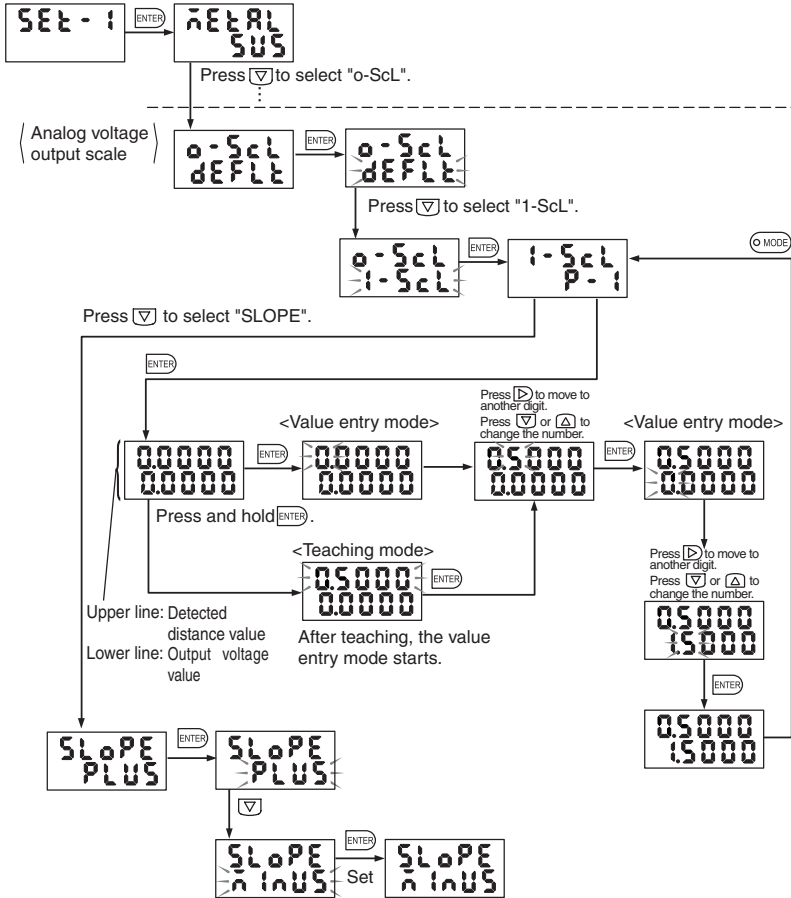 SEt - 1
ENTER
mEtAL
SUS
Press ▽ to select "o-ScL".
Analog voltage
output scale
o - ScL
dEFLt
ENTER
o - ScL
dEFLt
Press ▽ to select "1-ScL".
o - ScL
1 - ScL
ENTER
1 - ScL
P - 1
MODE
Press ▽ to select "SLOPE".
ENTER
Press ▷ to move to
another digit.
Press ▽ or △ to
change the number.
<Value entry mode>
<Value entry mode>
0.0000
0.0000
ENTER
0.0000
0.0000
0.5000
0.0000
ENTER
0.5000
0.0000
Press and hold ENTER.
<Teaching mode>
0.5000
0.0000
ENTER
After teaching, the value
entry mode starts.
Upper line: Detected
distance value
Lower line: Output voltage
value
Press ▷ to move to
another digit.
Press ▽ or △ to
change the number.
0.5000
1.5000
ENTER
0.5000
1.5000
SLoPE
PLUS
ENTER
SLoPE
PLUS
▽
SLoPE
mInUS
ENTER
Set
SLoPE
mInUS